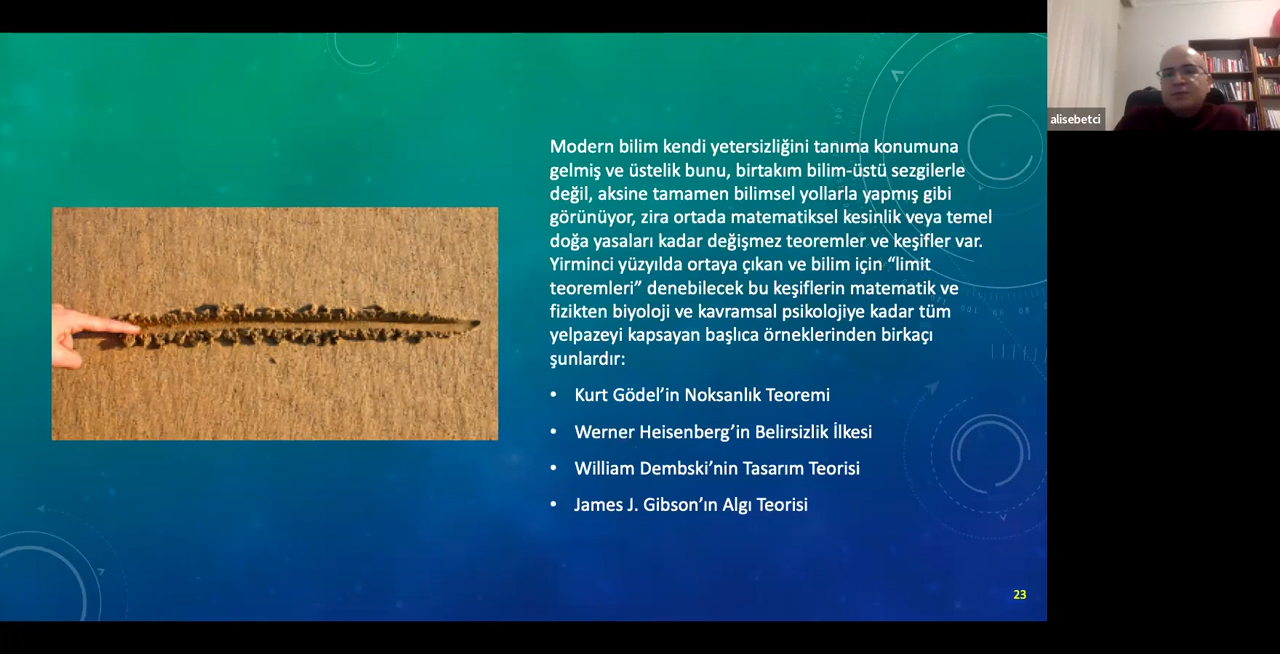 Modern bilim kendi yetersizliğini tanıma konumuna
gelmiş ve üstelik bunu, birtakım bilim-üstü sezgilerle
değil, aksine tamamen bilimsel yollarla yapmış gibi
görünüyor, zira ortada matematiksel kesinlik veya temel
doğa yasaları kadar değişmez teoremler ve keşifler var.
Yirminci yüzyılda ortaya çıkan ve bilim için “limit
teoremleri” denebilecek bu keşiflerin matematik ve
fizikten biyoloji ve kavramsal psikolojiye kadar tüm
yelpazeyi kapsayan başlıca örneklerinden birkaçı
şunlardır:
• Kurt Gödel’in Noksanlık Teoremi
• Werner Heisenberg’in Belirsizlik İlkesi
• William Dembski’nin Tasarım Teorisi
• James J. Gibson’ın Algı Teorisi
23
alisebetci